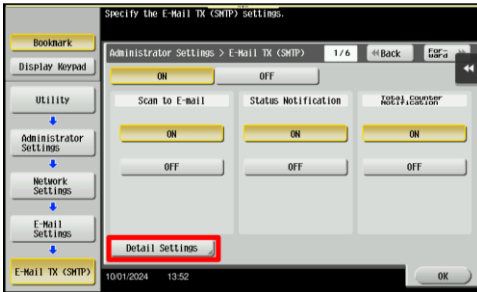 Specify the E-Mail TX (SMTP) settings.
Bookmark
Display Keypad
Utility
Administrator
Settings
Network
Settings
E-Mail
Settings
E-Mail TX (SMTP)
Administrator Settings > E-Mail TX (SMTP)
1/6
Back
For-
ward
ON
OFF
Scan to E-mail
Status Notification
Total Counter
Notification
ON
ON
ON
OFF
OFF
OFF
Detail Settings
10/01/2024 13:52
OK